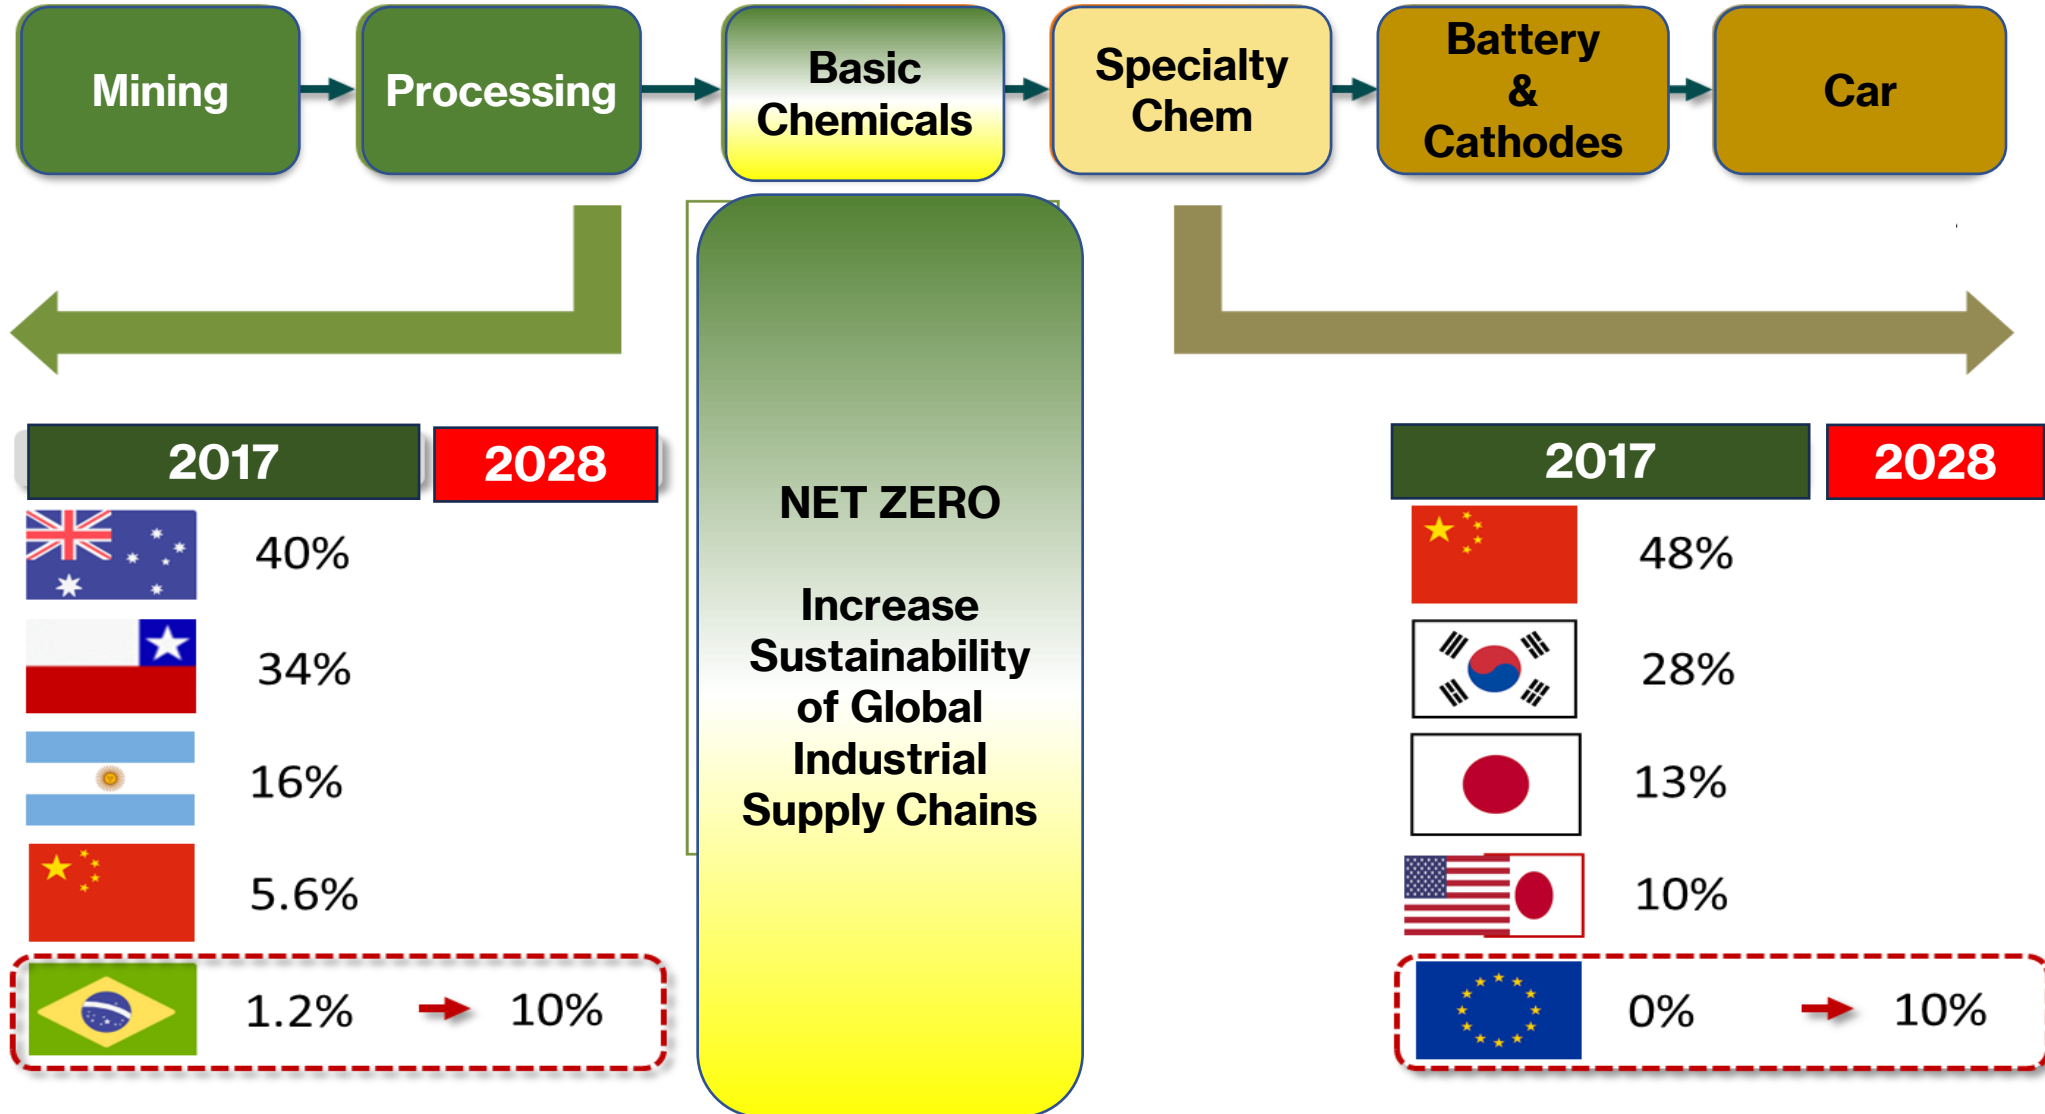 Mining
Processing
Basic
Chemicals
Specialty
Chem
Battery
&
Cathodes
Car
NET ZERO
Increase
Sustainability
of Global
Industrial
Supply Chains
2017 2028
40%
34%
16%
5.6%
1.2% 10%
2017 2028
48%
28%
13%
10%
0% 10%